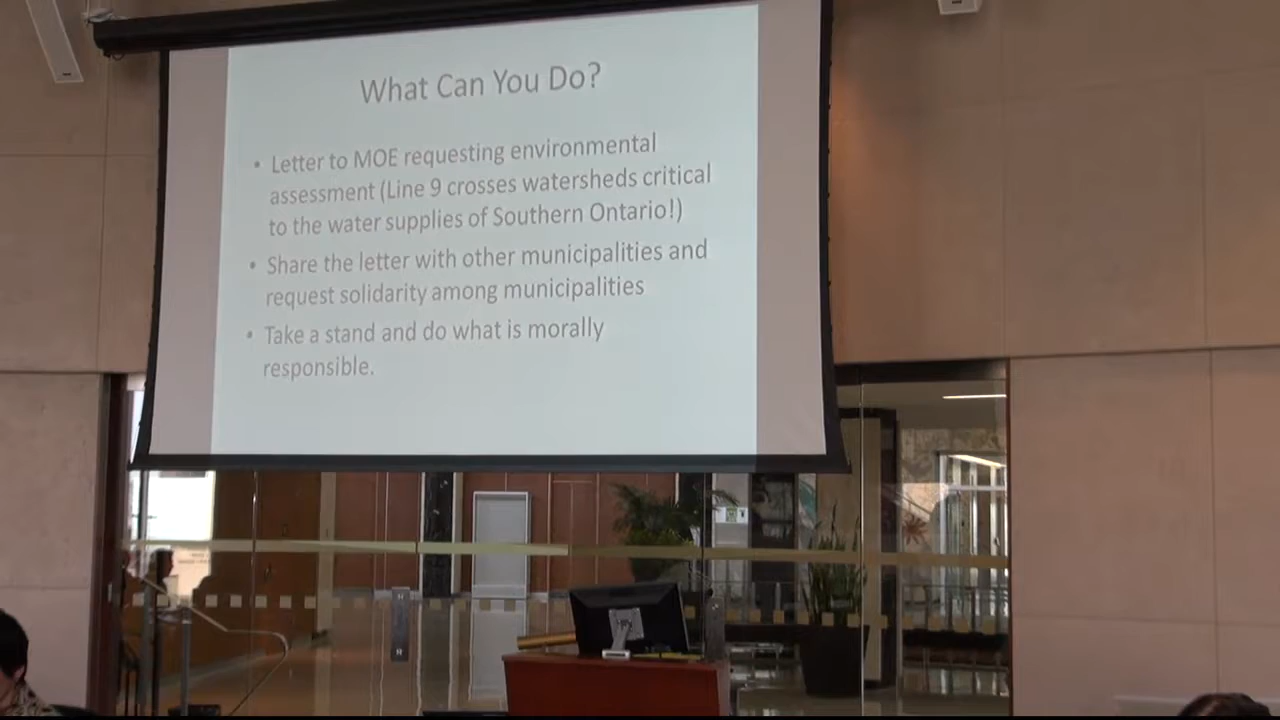 What Can You Do?
• Letter to MOE requesting environmental
assessment (Line 9 crosses watersheds critical
to the water supplies of Southern Ontario!)
• Share the letter with other municipalities and
request solidarity among municipalities
• Take a stand and do what is morally
responsible.